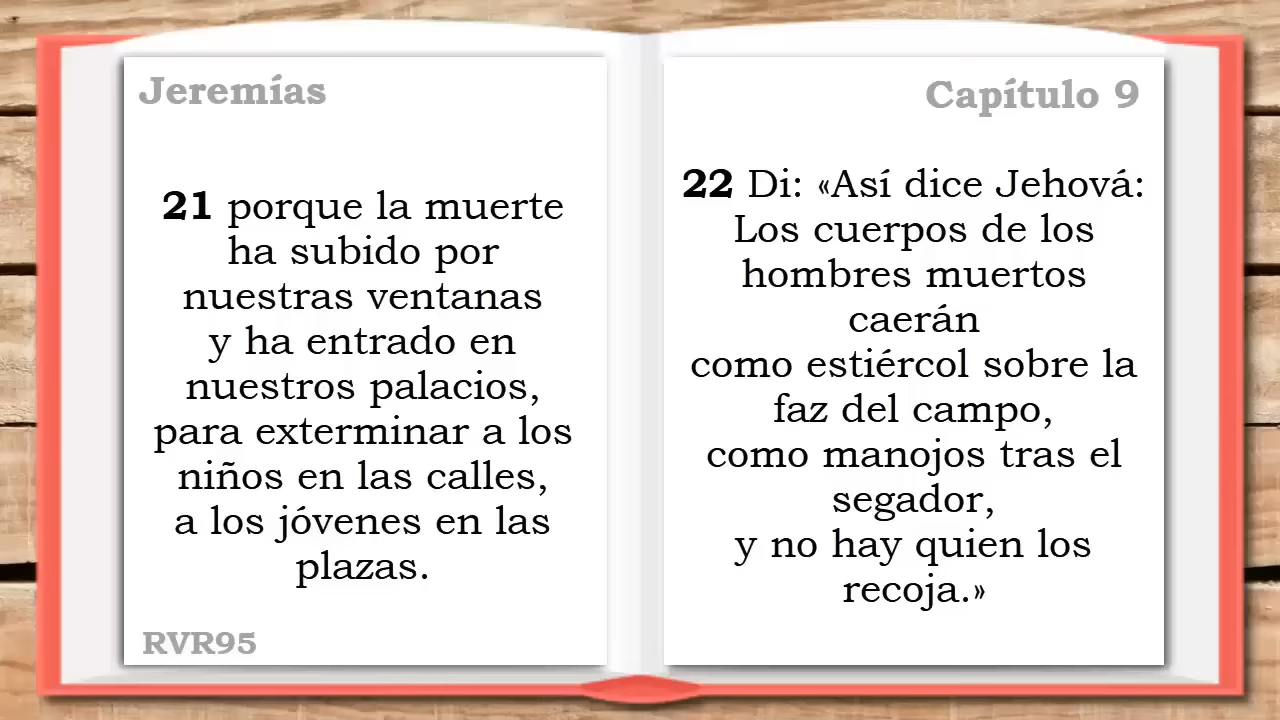 Jeremías
21 porque la muerte
ha subido por
nuestras ventanas
y ha entrado en
nuestros palacios,
para exterminar a los
niños en las calles,
a los jóvenes en las
plazas.
RVR95
Capítulo 9
22 Di: «Así dice Jehová:
Los cuerpos de los
hombres muertos
caerán
como estiércol sobre la
faz del campo,
como manojos tras el
segador,
y no hay quien los
recoja.»